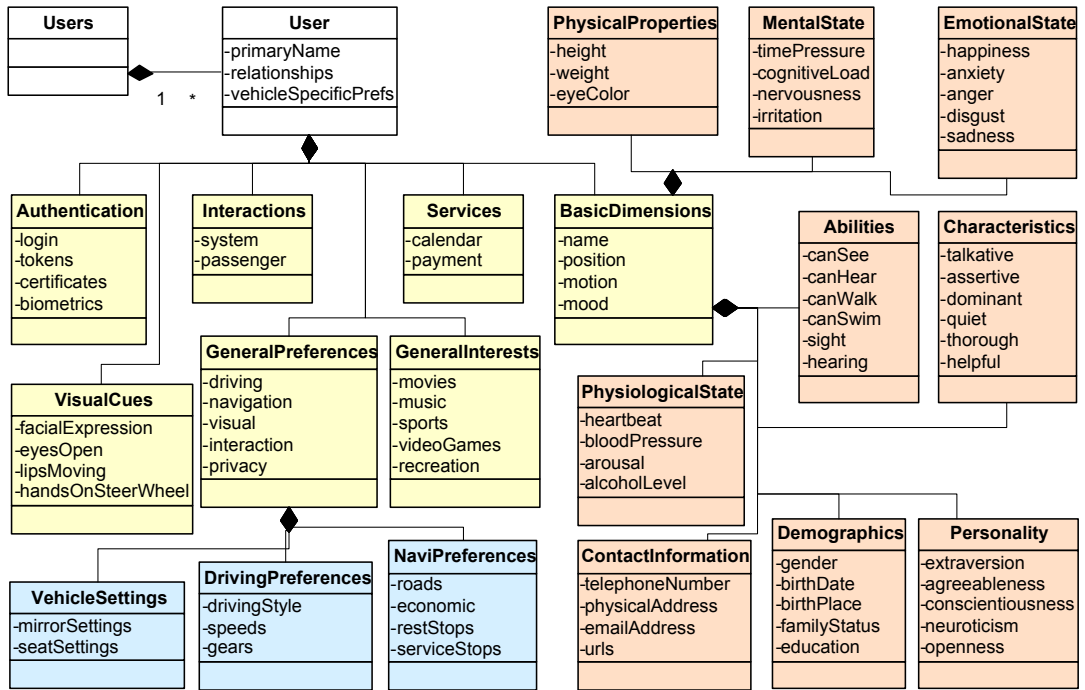 Users
User
-primaryName
-relationships
-vehicleSpecificPrefs
1 *
PhysicalProperties
-height
-weight
-eyeColor
MentalState
-timePressure
-cognitiveLoad
-nervousness
-irritation
EmotionalState
-happiness
-anxiety
-anger
-disgust
-sadness
Authentication
-login
-tokens
-certificates
-biometrics
Interactions
-system
-passenger
Services
-calendar
-payment
BasicDimensions
-name
-position
-motion
-mood
Abilities
-canSee
-canHear
-canWalk
-canSwim
-sight
-hearing
Characteristics
-talkative
-assertive
-dominant
-quiet
-thorough
-helpful
VisualCues
-facialExpression
-eyesOpen
-lipsMoving
-handsOnSteerWheel
GeneralPreferences
-driving
-navigation
-visual
-interaction
-privacy
GeneralInterests
-movies
-music
-sports
-videoGames
-recreation
PhysiologicalState
-heartbeat
-bloodPressure
-arousal
-alcoholLevel
VehicleSettings
-mirrorSettings
-seatSettings
DrivingPreferences
-drivingStyle
-speeds
-gears
NaviPreferences
-roads
-economic
-restStops
-serviceStops
ContactInformation
-telephoneNumber
-physicalAddress
-emailAddress
-urls
Demographics
-gender
-birthDate
-birthPlace
-familyStatus
-education
Personality
-extraversion
-agreeableness
-conscientiousness
-neuroticism
-openness